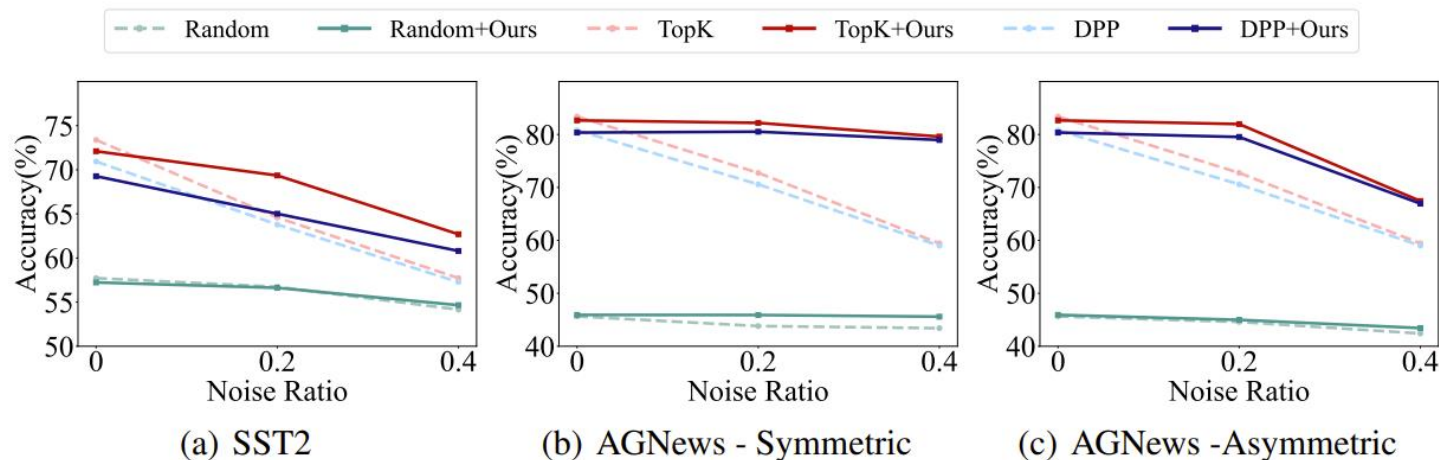 Random Random+Ours TopK TopK+Ours DPP DPP+Ours
Accuracy(%)
75
70
65
60
55
50
0 0.2 0.4
Noise Ratio
(a) SST2
Accuracy(%)
80
70
60
50
40
0 0.2 0.4
Noise Ratio
(b) AGNews - Symmetric
Accuracy(%)
80
70
60
50
40
0 0.2 0.4
Noise Ratio
(c) AGNews -Asymmetric